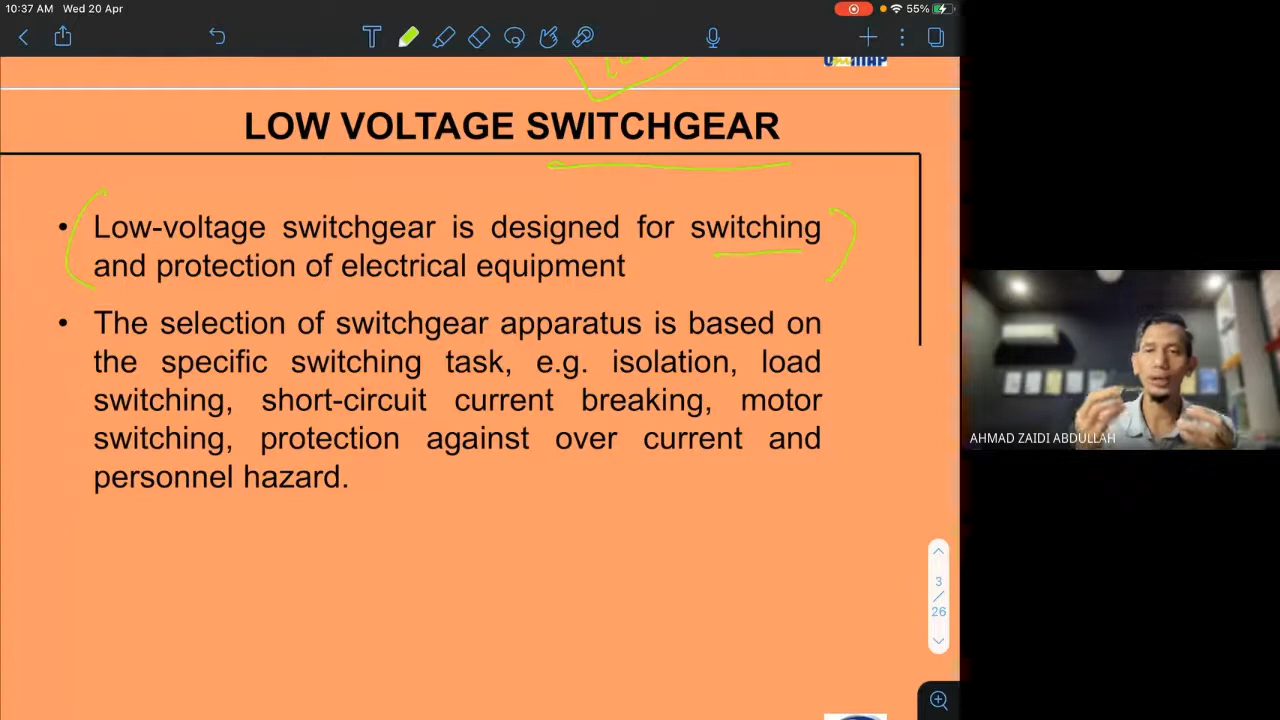 10:37 AM Wed 20 Apr
55%
LOW VOLTAGE SWITCHGEAR
• Low-voltage switchgear is designed for switching
and protection of electrical equipment
• The selection of switchgear apparatus is based on
the specific switching task, e.g. isolation, load
switching, short-circuit current breaking, motor
switching, protection against over current and
personnel hazard.
AHMAD ZAIDI ABDULLAH
3
/
26